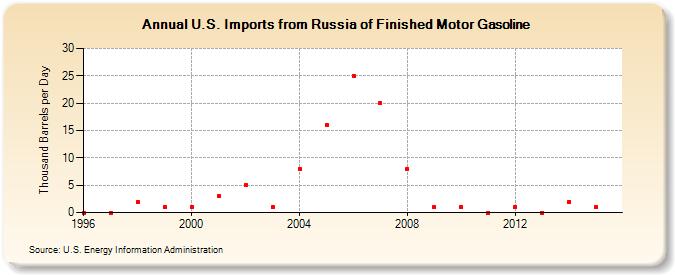 Annual U.S. Imports from Russia of Finished Motor Gasoline
Thousand Barrels per Day
30
25
20
15
10
5
0
1996 2000 2004 2008 2012
Source: U.S. Energy Information Administration